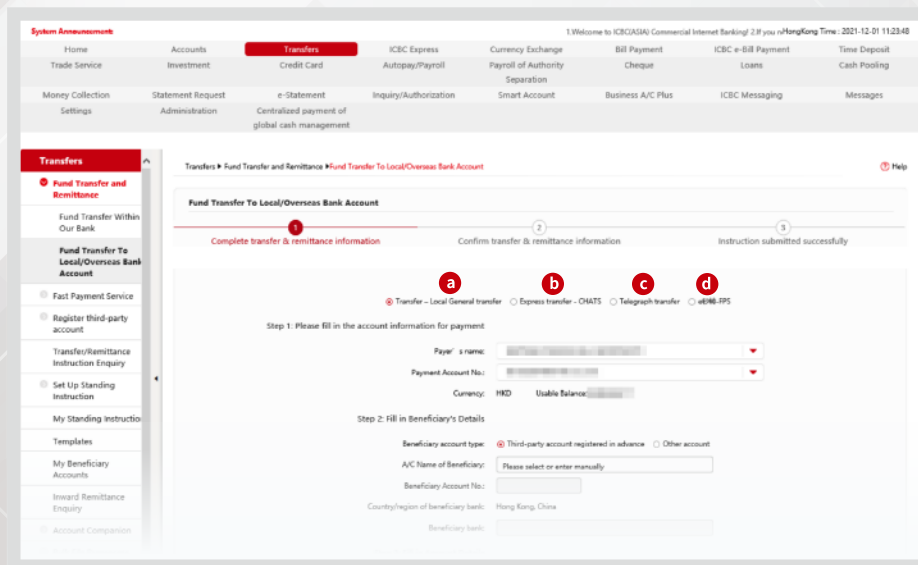 System Announcement:
1.Welcome to ICBC(ASIA) Commercial Internet Banking! 2.If you n HongKong Time : 2021-12-01 11:23:48
Home Accounts Transfers ICBC Express Currency Exchange Bill Payment ICBC e-Bill Payment Time Deposit
Trade Service Investment Credit Card Autopay/Payroll Payroll of Authority Separation Cheque Loans Cash Pooling
Money Collection Statement Request e-Statement Inquiry/Authorization Smart Account Business A/C Plus ICBC Messaging Messages
Settings Administration Centralized payment of global cash management
Transfers
Fund Transfer and
Remittance
Fund Transfer Within
Our Bank
Fund Transfer To
Local/Overseas Bank
Account
Fast Payment Service
Register third-party
account
Transfer/Remittance
Instruction Enquiry
Set Up Standing
Instruction
My Standing Instructio
Templates
My Beneficiary
Accounts
Inward Remittance
Enquiry
Account Companion
Transfers Fund Transfer and Remittance Fund Transfer To Local/Overseas Bank Account
Help
Fund Transfer To Local/Overseas Bank Account
1 2 3
Complete transfer & remittance information Confirm transfer & remittance information Instruction submitted successfully
a b c d
Transfer – Local General transfer Express transfer - CHATS Telegraph transfer -FPS
Step 1: Please fill in the account information for payment
Payer' s name:
Payment Account No.:
Currency: HKD Usable Balance:
Step 2: Fill in Beneficiary's Details
Beneficiary account type: Third-party account registered in advance Other account
A/C Name of Beneficiary: Please select or enter manually
Beneficiary Account No.:
Country/region of beneficiary bank: Hong Kong, China
Beneficiary bank: